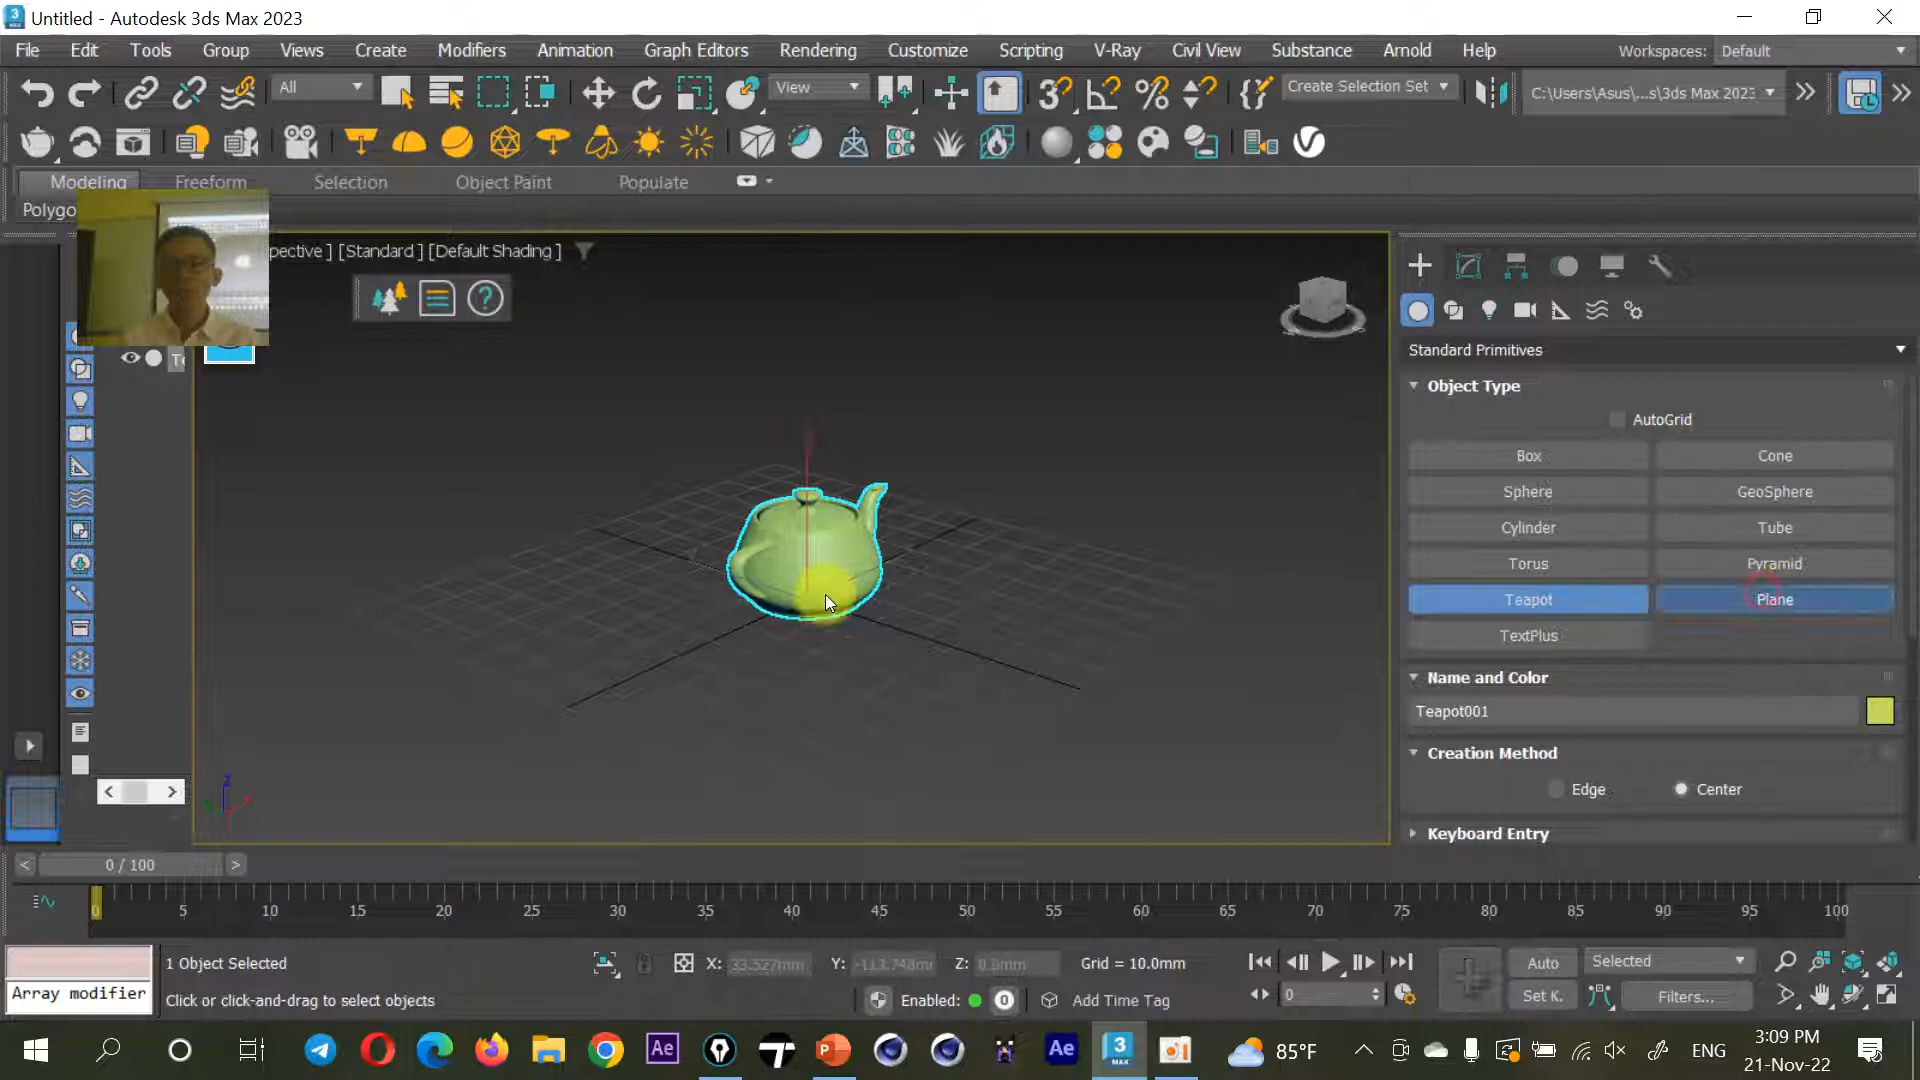 Untitled - Autodesk 3ds Max 2023
File Edit Tools Group Views Create Modifiers Animation Graph Editors Rendering Customize Scripting V-Ray Civil View Substance Arnold Help Workspaces: Default
All View Create Selection Set C:\Users\Asus\...s\3ds Max 2023
Modeling Freeform Selection Object Paint Populate
Polygo
spective ] [Standard ] [Default Shading ]
Standard Primitives
Object Type
AutoGrid
Box Cone
Sphere GeoSphere
Cylinder Tube
Torus Pyramid
Teapot Plane
TextPlus
Name and Color
Teapot001
Creation Method
Edge Center
Keyboard Entry
0 / 100
0 5 10 15 20 25 30 35 40 45 50 55 60 65 70 75 80 85 90 95 100
1 Object Selected X: 33.527mm Y: Z: 0.0mm Grid = 10.0mm Auto Selected
Array modifier Click or click-and-drag to select objects Enabled: 0 Add Time Tag 0 Set K. Filters...
85°F ENG 3:09 PM
21-Nov-22